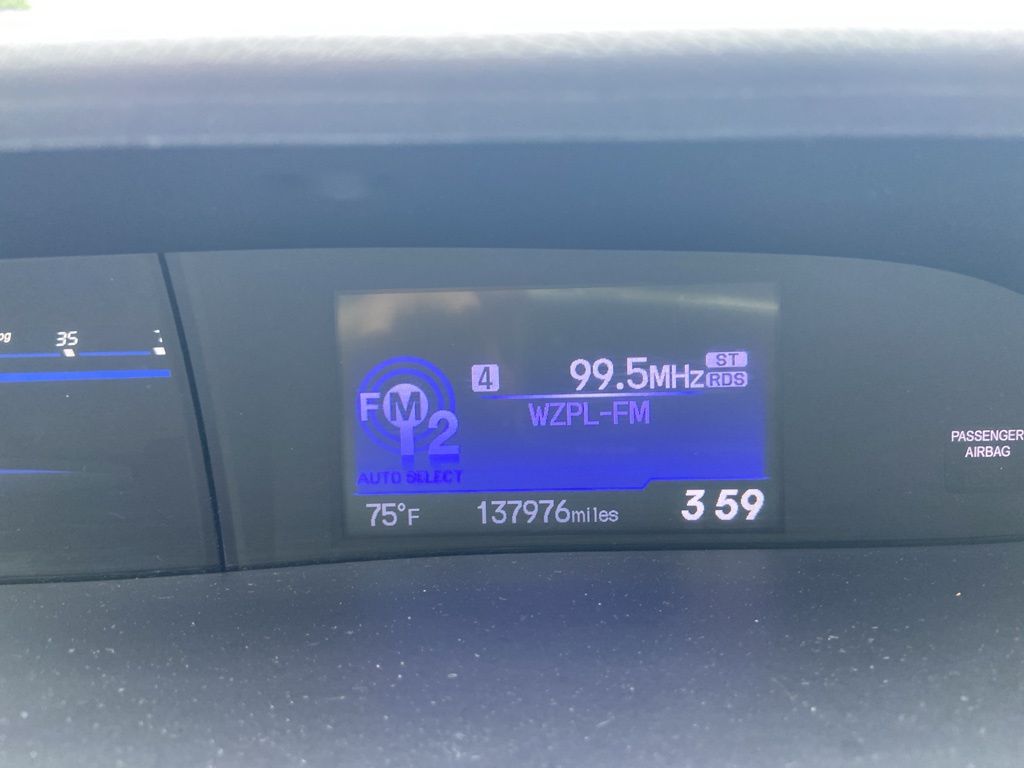 35
4
99.5MHz ST
RDS
FM
2
WZPL-FM
AUTO SELECT
75°F 137976miles 3 59
PASSENGER
AIRBAG